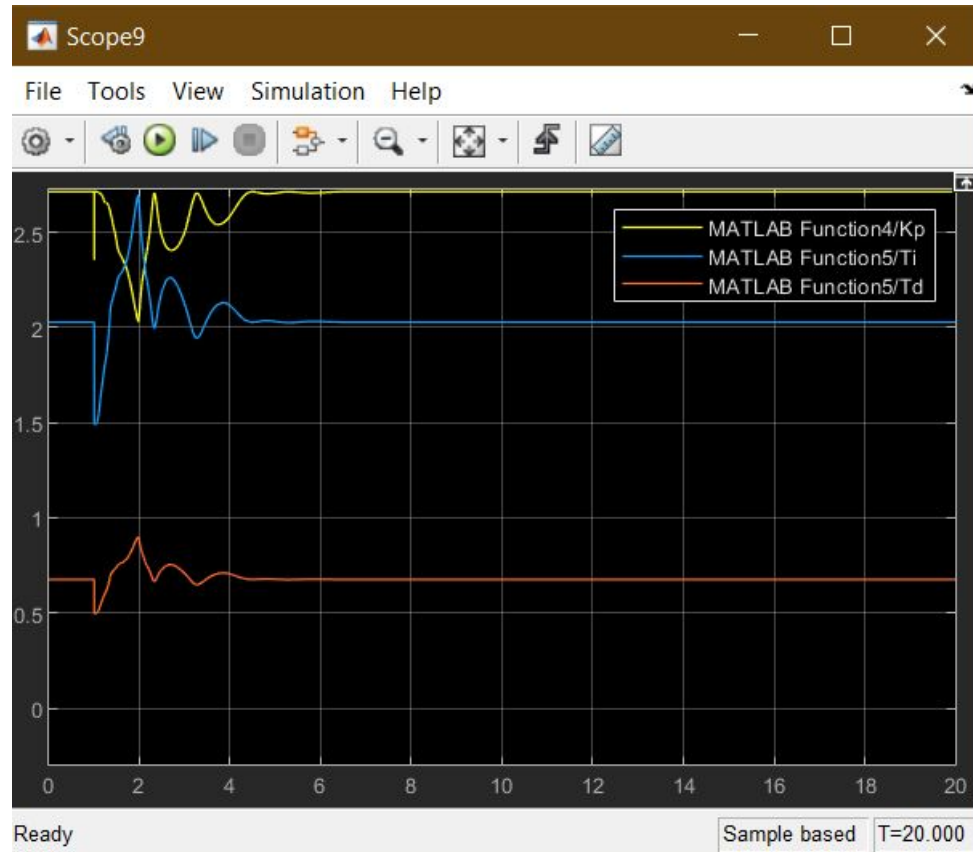 Scope9
File Tools View Simulation Help
MATLAB Function4/Kp
MATLAB Function5/Ti
MATLAB Function5/Td
2.5
2
1.5
1
0.5
0
0 2 4 6 8 10 12 14 16 18 20
Ready Sample based T=20.000